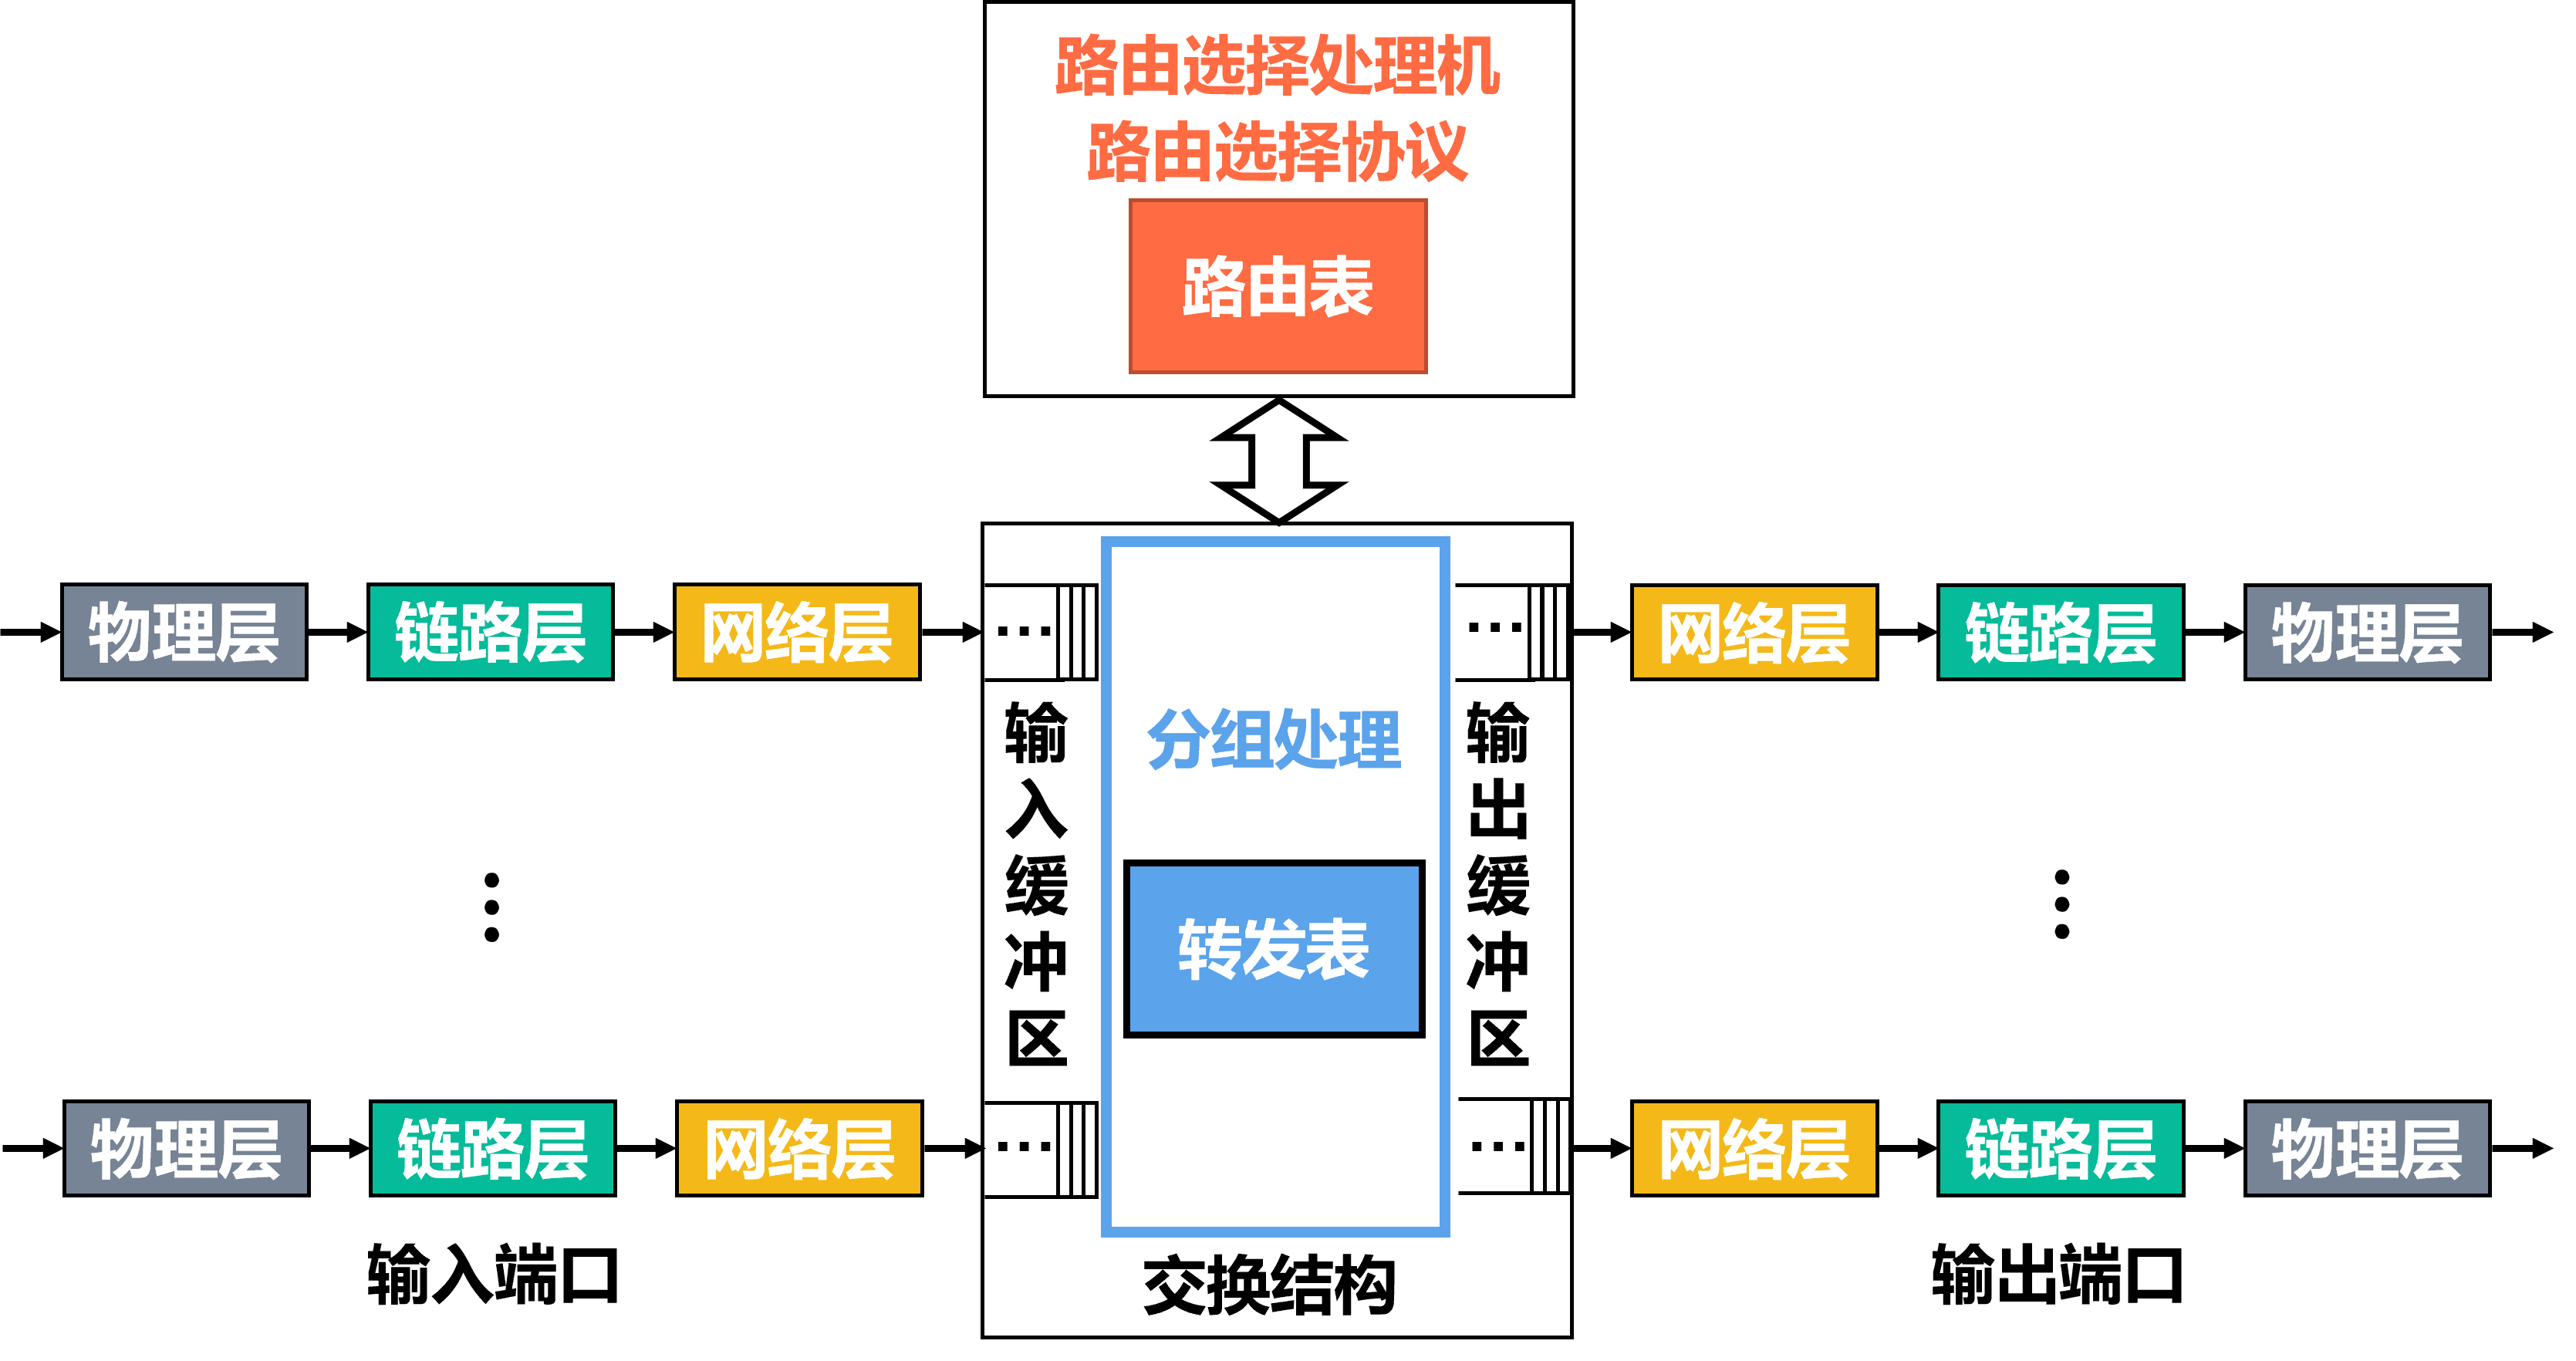 路由选择处理机
路由选择协议
路由表
物理层
链路层
网络层
…
…
网络层
链路层
物理层
分组处理
输入缓冲区
输出缓冲区
转发表
物理层
链路层
网络层
…
…
网络层
链路层
物理层
输入端口
交换结构
输出端口